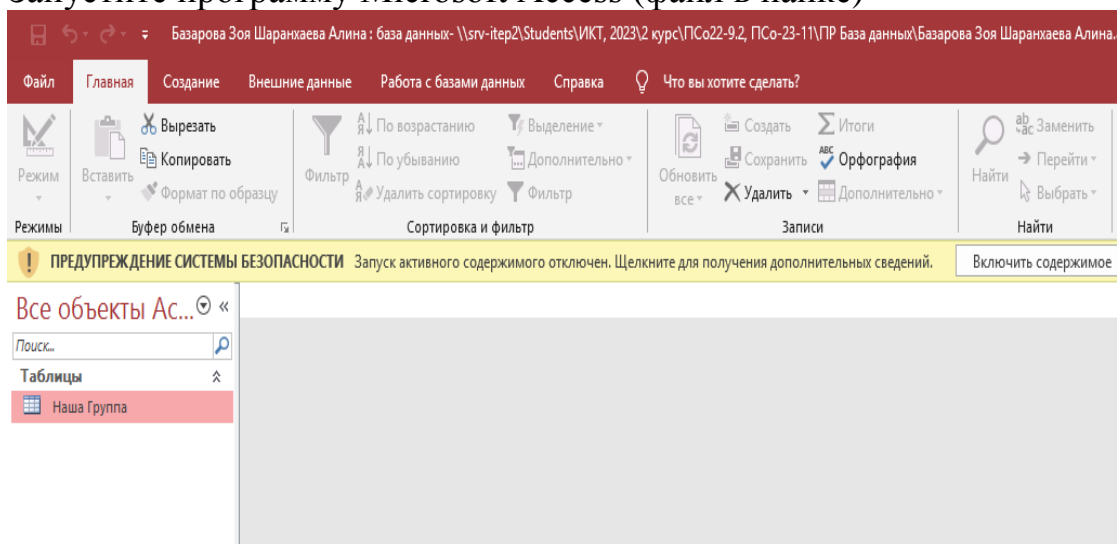 Запустите программу Microsoft Access (файл в папке)
Базарова Зоя Шаранхаева Алина : база данных- \\srv-itep2\Students\ИКТ, 2023\2 курс\ПСо22-9.2, ПСо-23-11\ПР База данных\Базарова Зоя Шаранхаева Алина.
Файл Главная Создание Внешние данные Работа с базами данных Справка Что вы хотите сделать?
Режим
Режимы
Вставить
Вырезать
Копировать
Формат по образцу
Буфер обмена
Фильтр
По возрастанию
По убыванию
Удалить сортировку
Выделение
Дополнительно
Фильтр
Сортировка и фильтр
Обновить все
Создать
Сохранить
Удалить
Итоги
Орфография
Дополнительно
Записи
Найти
Заменить
Перейти
Выбрать
Найти
ПРЕДУПРЕЖДЕНИЕ СИСТЕМЫ БЕЗОПАСНОСТИ Запуск активного содержимого отключен. Щелкните для получения дополнительных сведений. Включить содержимое
Все объекты Ac...
Поиск...
Таблицы
Наша Группа